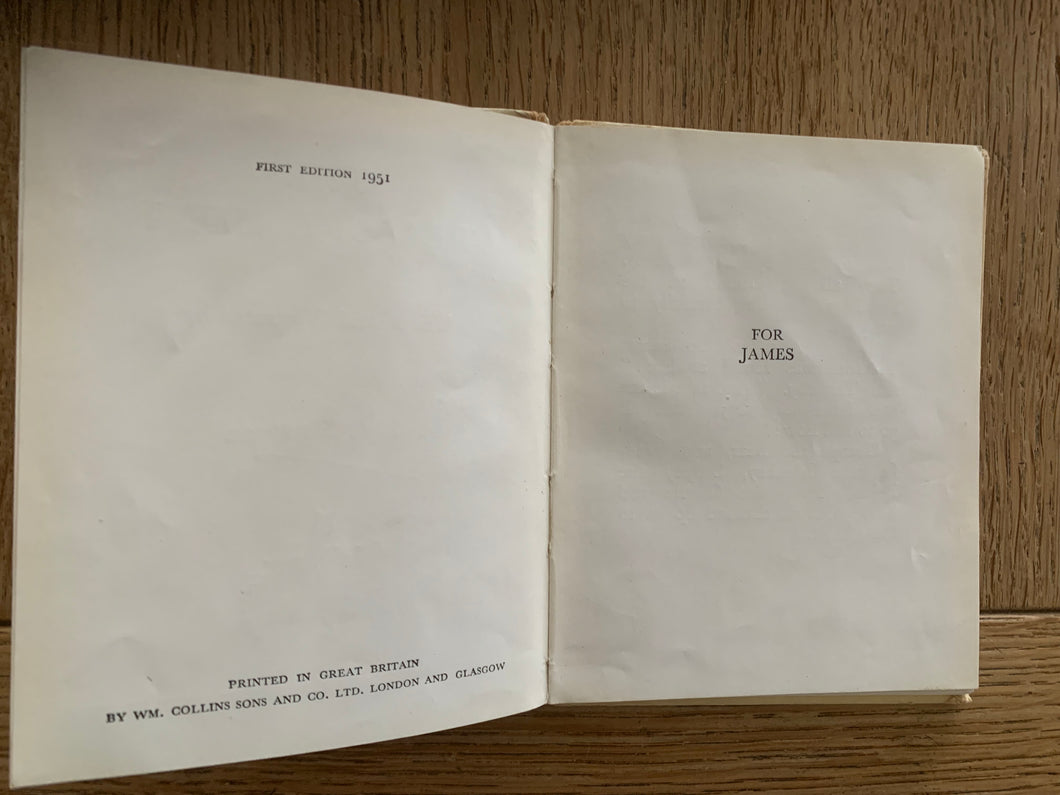 FIRST EDITION 1951
PRINTED IN GREAT BRITAIN
BY WM. COLLINS SONS AND CO. LTD. LONDON AND GLASGOW
FOR
JAMES